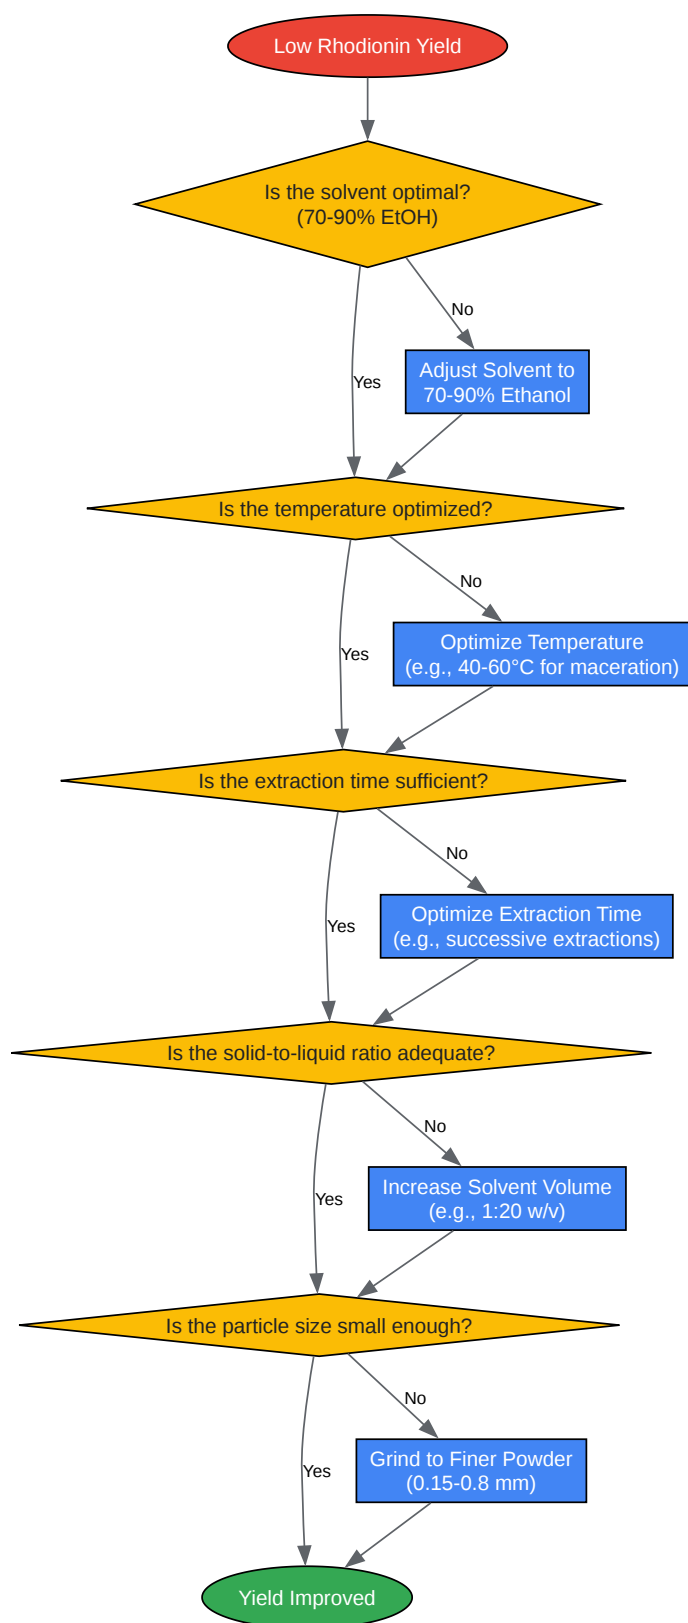 Low Rhodionin Yield
Is the solvent optimal?
(70-90% EtOH)
No
Yes
Adjust Solvent to
70-90% Ethanol
Is the temperature optimized?
No
Yes
Optimize Temperature
(e.g., 40-60°C for maceration)
Is the extraction time sufficient?
No
Yes
Optimize Extraction Time
(e.g., successive extractions)
Is the solid-to-liquid ratio adequate?
No
Yes
Increase Solvent Volume
(e.g., 1:20 w/v)
Is the particle size small enough?
No
Yes
Grind to Finer Powder
(0.15-0.8 mm)
Yield Improved